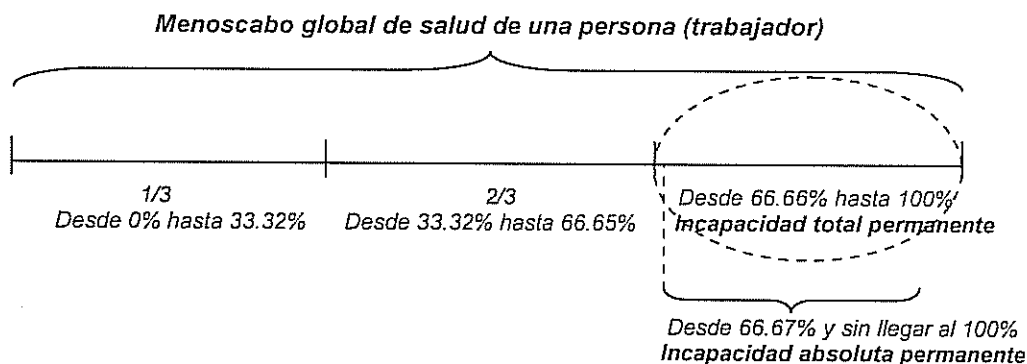 Menoscabo global de salud de una persona (trabajador)
1/3
Desde 0% hasta 33.32%
2/3
Desde 33.32% hasta 66.65%
Desde 66.66% hasta 100%
Incapacidad total permanente
Desde 66.67% y sin llegar al 100%
Incapacidad absoluta permanente